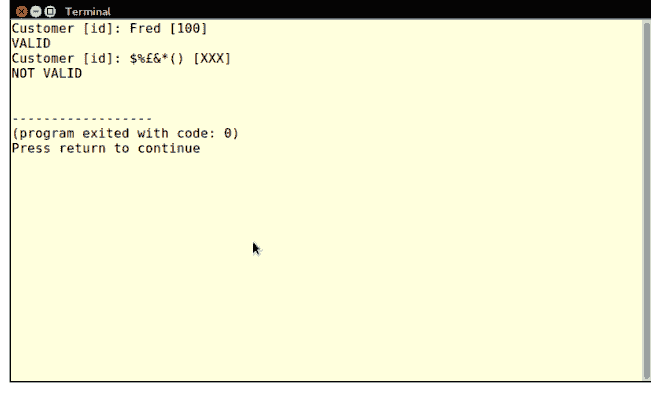 Terminal
Customer [id]: Fred [100]
VALID
Customer [id]: $%£&*() [XXX]
NOT VALID
------------------
(program exited with code: 0)
Press return to continue